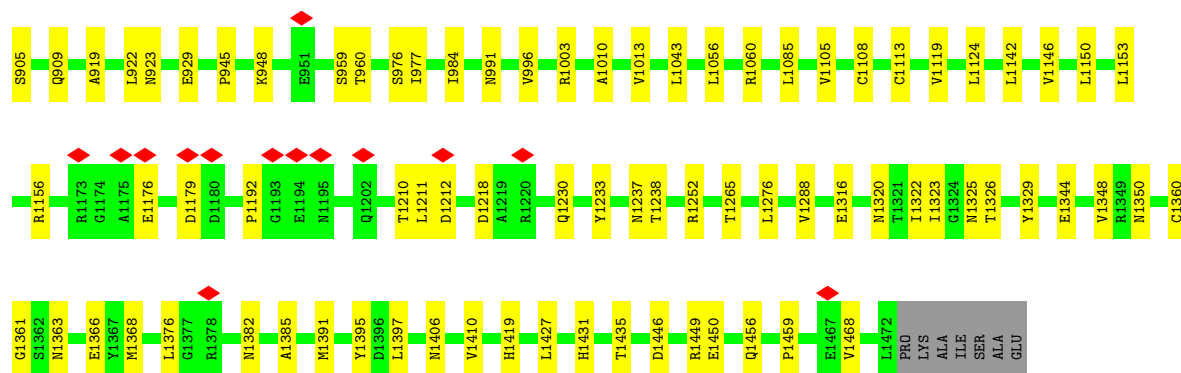 S905 Q909 A919 L922 N923 E929 P945 K948 E951 S959 T960 S976 I977 I984 N991 V996 R1003 A1010 V1013 L1043 L1056 R1060 L1085 V1105 C1108 C1113 V1119 L1124 L1142 V1146 L1150 L1153
R1156 R1173 G1174 A1175 E1176 D1179 D1180 P1192 G1193 E1194 N1195 Q1202 T1210 L1211 D1212 D1218 A1219 R1220 Q1230 Y1233 N1237 T1238 R1252 T1265 L1276 V1288 E1316 N1320 T1321 I1322 I1323 G1324 N1325 T1326 Y1329 E1344 V1348 R1349 N1350 C1360
G1361 S1362 N1363 E1366 Y1367 M1368 L1376 G1377 R1378 N1382 A1385 M1391 Y1395 D1396 L1397 N1406 V1410 H1419 L1427 H1431 T1435 D1446 R1449 E1450 Q1456 P1459 E1467 V1468 L1472 PRO LYS ALA ILE SER ALA GLU